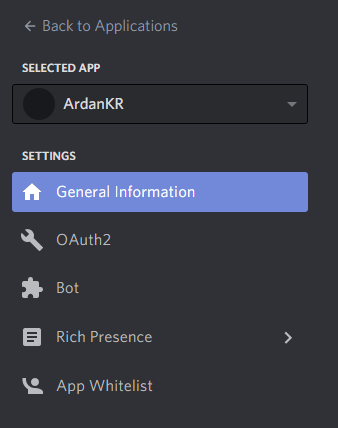 Back to Applications
SELECTED APP
ArdanKR
SETTINGS
General Information
OAuth2
Bot
Rich Presence
App Whitelist